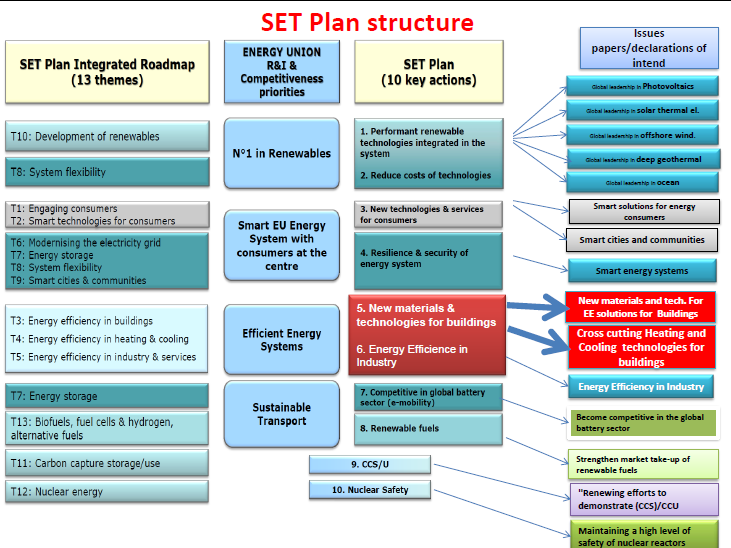 SET Plan structure
SET Plan Integrated Roadmap
(13 themes)
T10: Development of renewables
T8: System flexibility
T1: Engaging consumers
T2: Smart technologies for consumers
T6: Modernising the electricity grid
T7: Energy storage
T8: System flexibility
T9: Smart cities & communities
T3: Energy efficiency in buildings
T4: Energy efficiency in heating & cooling
T5: Energy efficiency in industry & services
T7: Energy storage
T13: Biofuels, fuel cells & hydrogen,
alternative fuels
T11: Carbon capture storage/use
T12: Nuclear energy
ENERGY UNION
R&I &
Competitiveness
priorities
N°1 in Renewables
Smart EU Energy
System with
consumers at the
centre
Efficient Energy
Systems
Sustainable
Transport
SET Plan
(10 key actions)
1. Performant renewable
technologies integrated in the
system
2. Reduce costs of technologies
3. New technologies & services
for consumers
4. Resilience & security of
energy system
5. New materials &
technologies for buildings
6. Energy Efficience in
Industry
7. Competitive in global battery
sector (e-mobility)
8. Renewable fuels
9. CCS/U
10. Nuclear Safety
Issues
papers/declarations of
intend
Global leadership in Photovoltaics
Global leadership in solar thermal el.
Global leadership in offshore wind.
Global leadership in deep geothermal
Global leadership in ocean
Smart solutions for energy
consumers
Smart cities and communities
Smart energy systems
New materials and tech. For
EE solutions for Buildings
Cross cutting Heating and
Cooling technologies for
buildings
Energy Efficiency in Industry
Become competitive in the global
battery sector
Strengthen market take-up of
renewable fuels
"Renewing efforts to
demonstrate (CCS)/CCU
Maintaining a high level of
safety of nuclear reactors